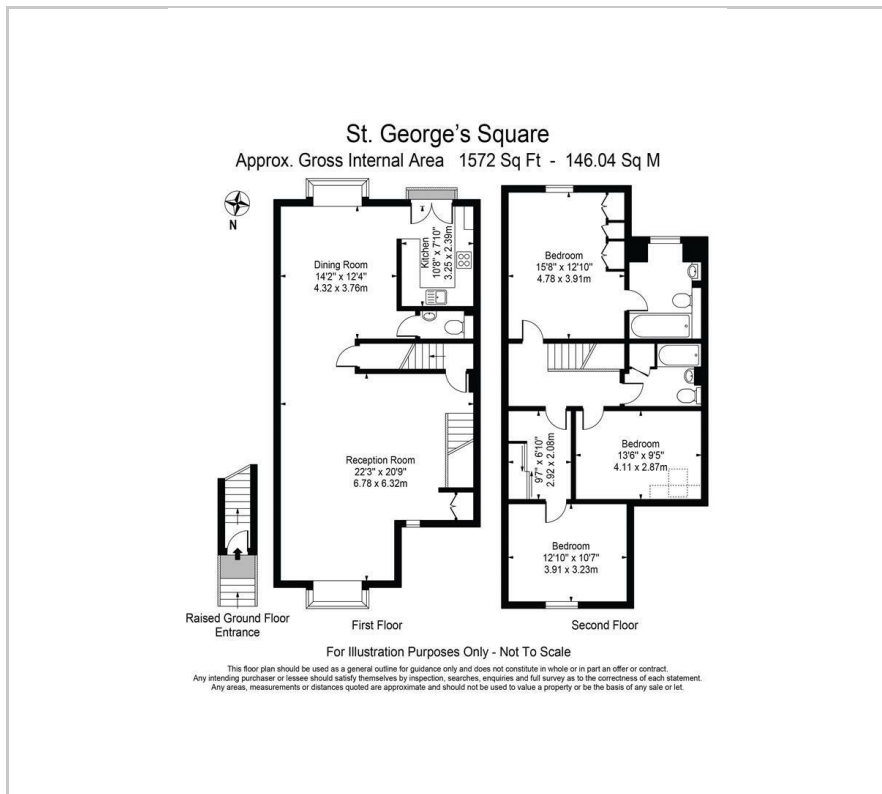 St. George's Square
Approx. Gross Internal Area 1572 Sq Ft - 146.04 Sq M
N
Dining Room
14'2" x 12'4"
4.32 x 3.76m
Kitchen
10'8" x 7'10"
3.25 x 2.39m
Reception Room
22'3" x 20'9"
6.78 x 6.32m
Raised Ground Floor
Entrance
First Floor
Bedroom
15'8" x 12'10"
4.78 x 3.91m
9'7" x 6'10"
2.92 x 2.08m
Bedroom
13'6" x 9'5"
4.11 x 2.87m
Bedroom
12'10" x 10'7"
3.91 x 3.23m
Second Floor
For Illustration Purposes Only - Not To Scale
This floor plan should be used as a general outline for guidance only and does not constitute in whole or in part an offer or contract.
Any intending purchaser or lessee should satisfy themselves by inspection, searches, enquiries and full survey as to the correctness of each statement.
Any areas, measurements or distances quoted are approximate and should not be used to value a property or be the basis of any sale or let.